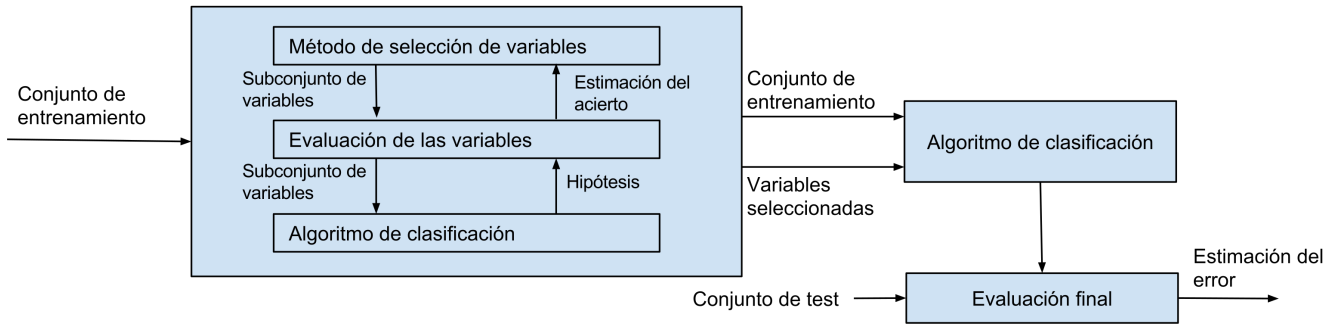 Método de selección de variables
Subconjunto de
variables
Estimación del
acierto
Conjunto de
entrenamiento
Evaluación de las variables
Subconjunto de
variables
Hipótesis
Algoritmo de clasificación
Conjunto de
entrenamiento
Variables
seleccionadas
Algoritmo de clasificación
Conjunto de test
Evaluación final
Estimación del
error